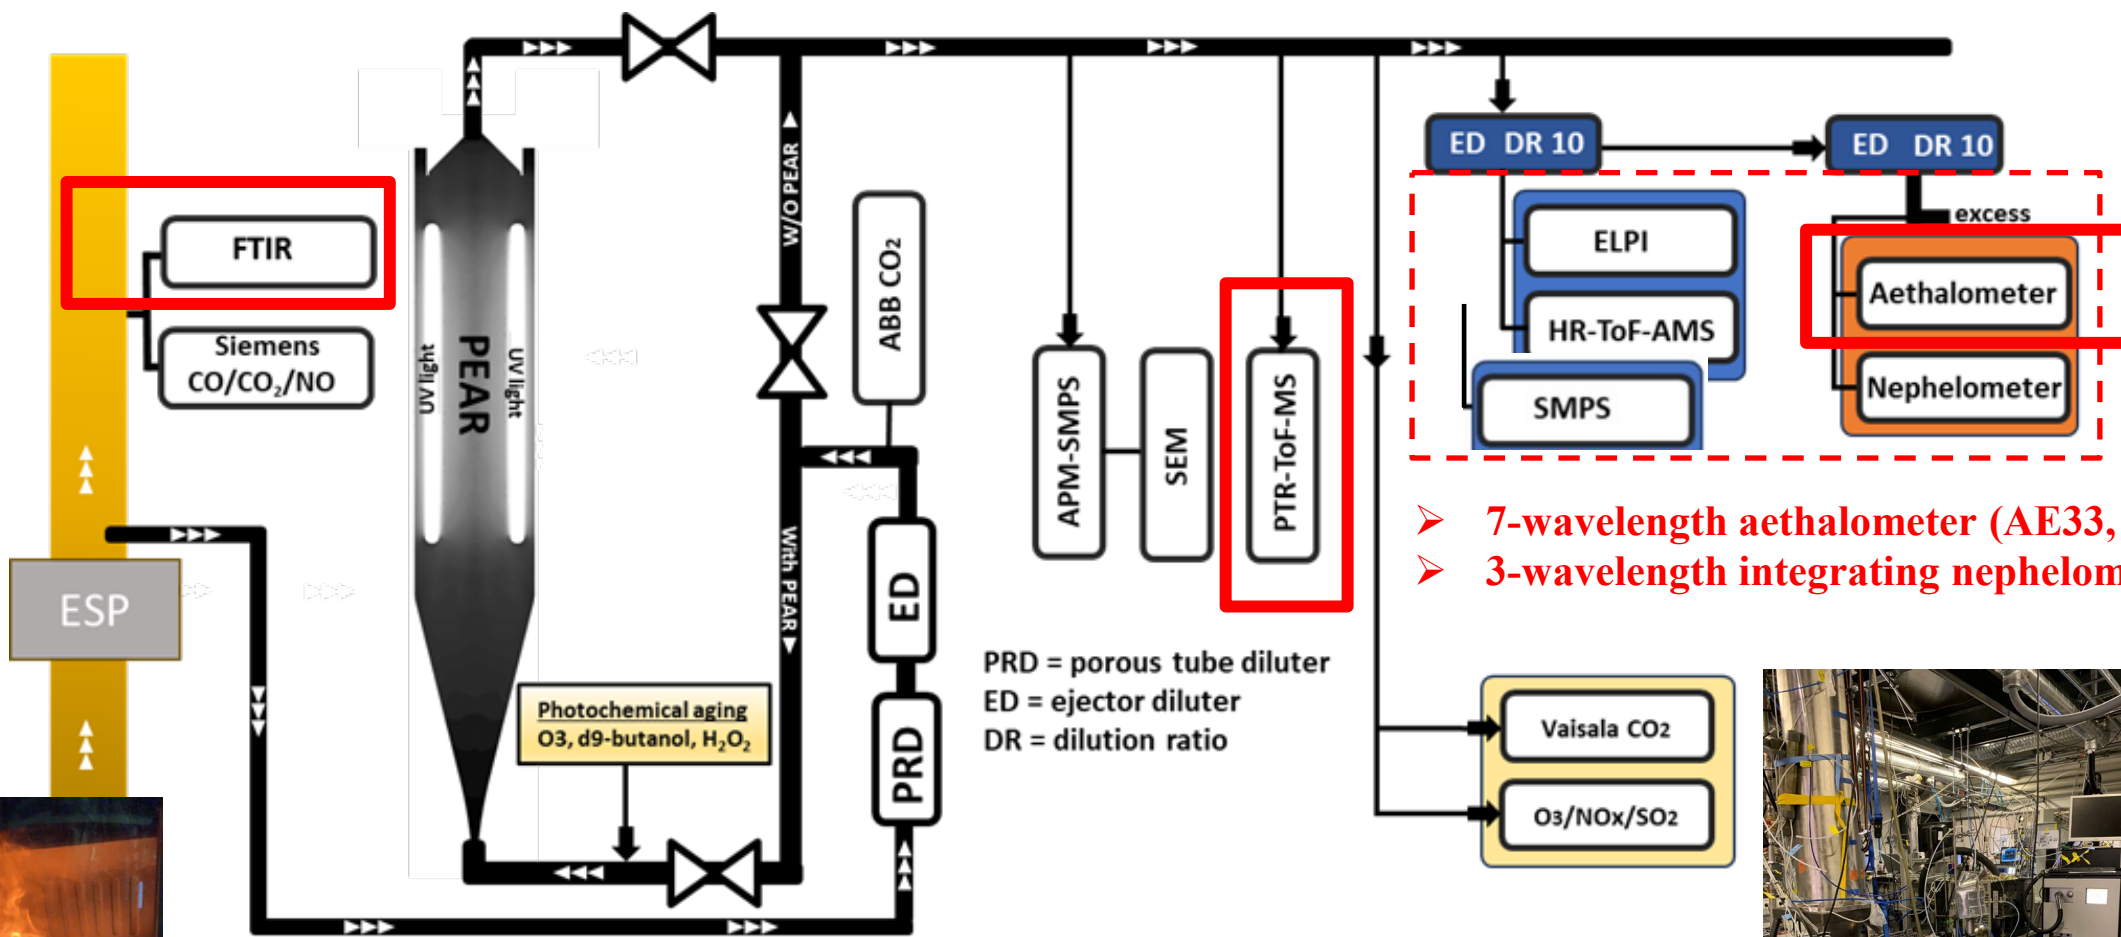 FTIR
Siemens
CO/CO₂/NO
ESP
UV light
PEAR
UV light
Photochemical aging
O3, d9-butanol, H₂O₂
W/O PEAR
With PEAR
ABB CO₂
ED
PRD
APM-SMPS
SEM
PTR-ToF-MS
ED DR 10
ED DR 10
excess
ELPI
HR-ToF-AMS
SMPS
Aethalometer
Nephelometer
➢ 7-wavelength aethalometer (AE33,
➢ 3-wavelength integrating nephelom
PRD = porous tube diluter
ED = ejector diluter
DR = dilution ratio
Vaisala CO₂
O₃/NOx/SO₂